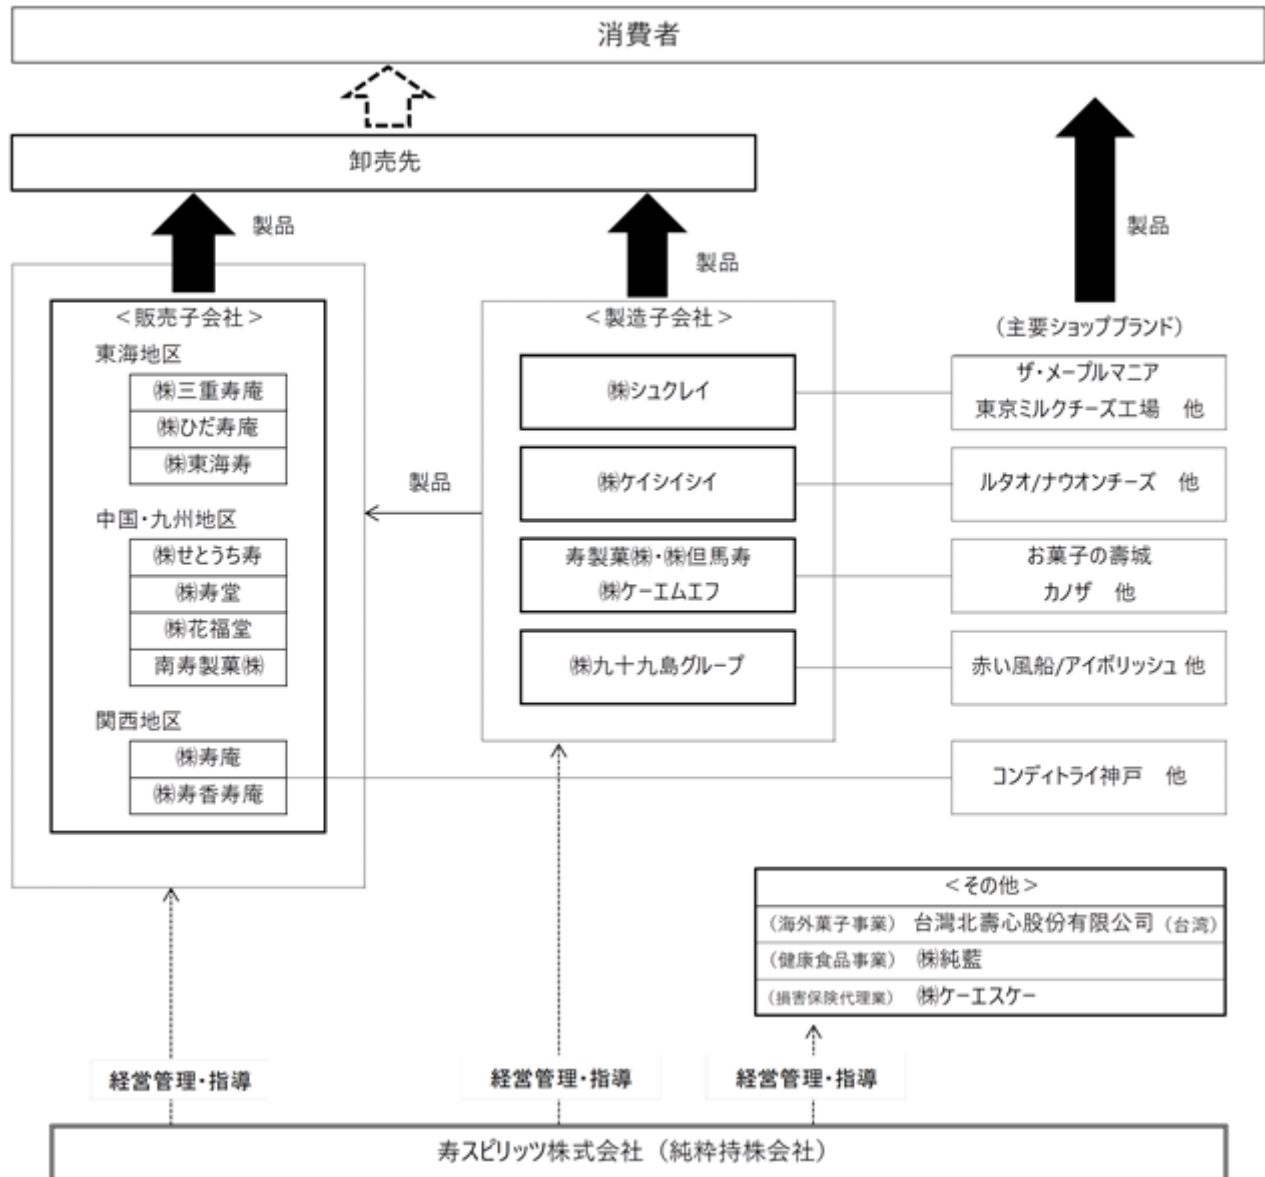 消費者
卸売先
製品
製品
製品
＜販売子会社＞
東海地区
㈱三重寿庵
㈱ひだ寿庵
㈱東海寿
中国・九州地区
㈱せとうち寿
㈱寿堂
㈱花福堂
南寿製菓㈱
関西地区
㈱寿庵
㈱寿香寿庵
製品
＜製造子会社＞
㈱シュクレイ
㈱ケイシイシイ
寿製菓㈱・㈱但馬寿
㈱ケーエムエフ
㈱九十九島グループ
（主要ショップブランド）
ザ・メープルマニア
東京ミルクチーズ工場　他
ルタオ/ナウオンチーズ　他
お菓子の壽城
カノザ　他
赤い風船/アイボリッシュ 他
コンディトライ神戸　他
＜その他＞
（海外菓子事業） 台灣北壽心股份有限公司（台湾）
（健康食品事業） ㈱純藍
（損害保険代理業） ㈱ケーエスケー
経営管理・指導
経営管理・指導
経営管理・指導
寿スピリッツ株式会社（純粋持株会社）